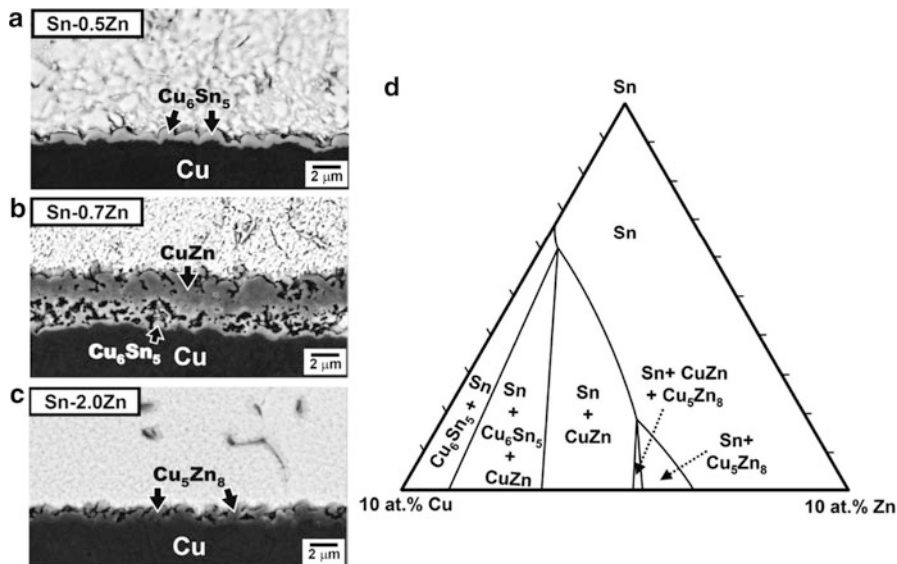 a
Sn-0.5Zn
Cu₆Sn₅
Cu
2 μm
b
Sn-0.7Zn
CuZn
Cu₆Sn₅
Cu
2 μm
c
Sn-2.0Zn
Cu₅Zn₈
Cu
2 μm
d
Sn
Sn
Cu₆Sn₅ + Sn
Sn
+
Cu₆Sn₅
+
CuZn
Sn
+
CuZn
Sn+ CuZn
+ Cu₅Zn₈
Sn+
Cu₅Zn₈
10 at.% Cu
10 at.% Zn